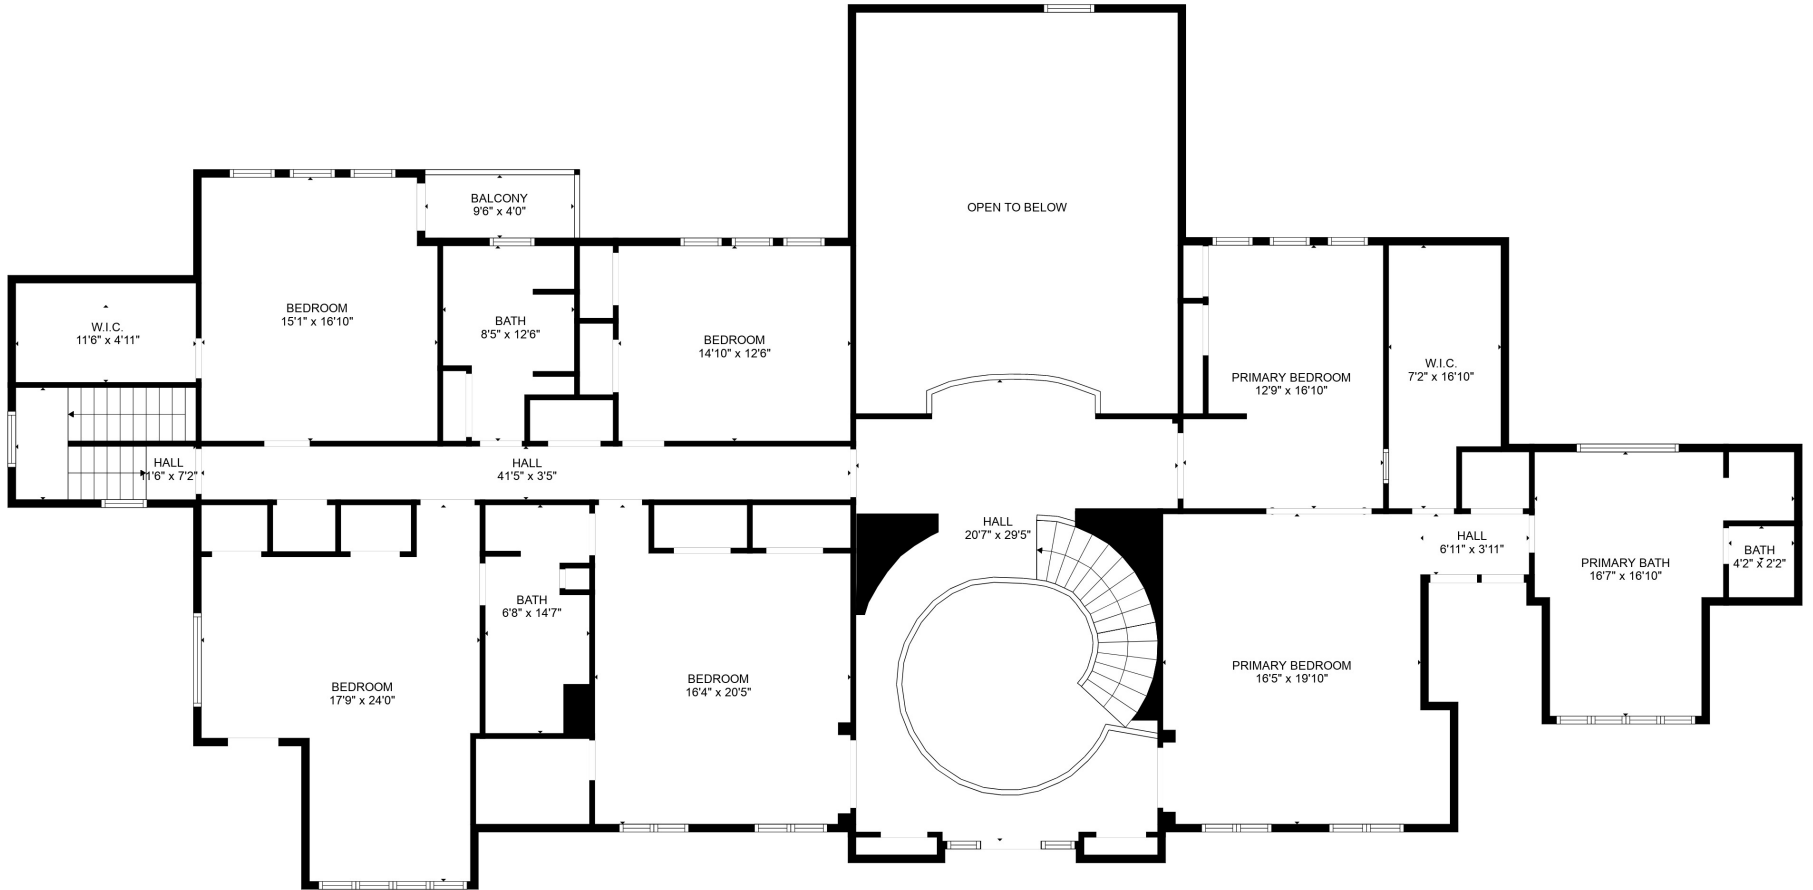 OPEN TO BELOW
BALCONY
9'6" x 4'0"
BEDROOM
15'1" x 16'10"
W.I.C.
11'6" x 4'11"
BATH
8'5" x 12'6"
BEDROOM
14'10" x 12'6"
PRIMARY BEDROOM
12'9" x 16'10"
W.I.C.
7'2" x 16'10"
HALL
11'6" x 7'2"
HALL
41'5" x 3'5"
HALL
20'7" x 29'5"
HALL
6'11" x 3'11"
PRIMARY BATH
16'7" x 16'10"
BATH
4'2" x 2'2"
BATH
6'8" x 14'7"
BEDROOM
17'9" x 24'0"
BEDROOM
16'4" x 20'5"
PRIMARY BEDROOM
16'5" x 19'10"